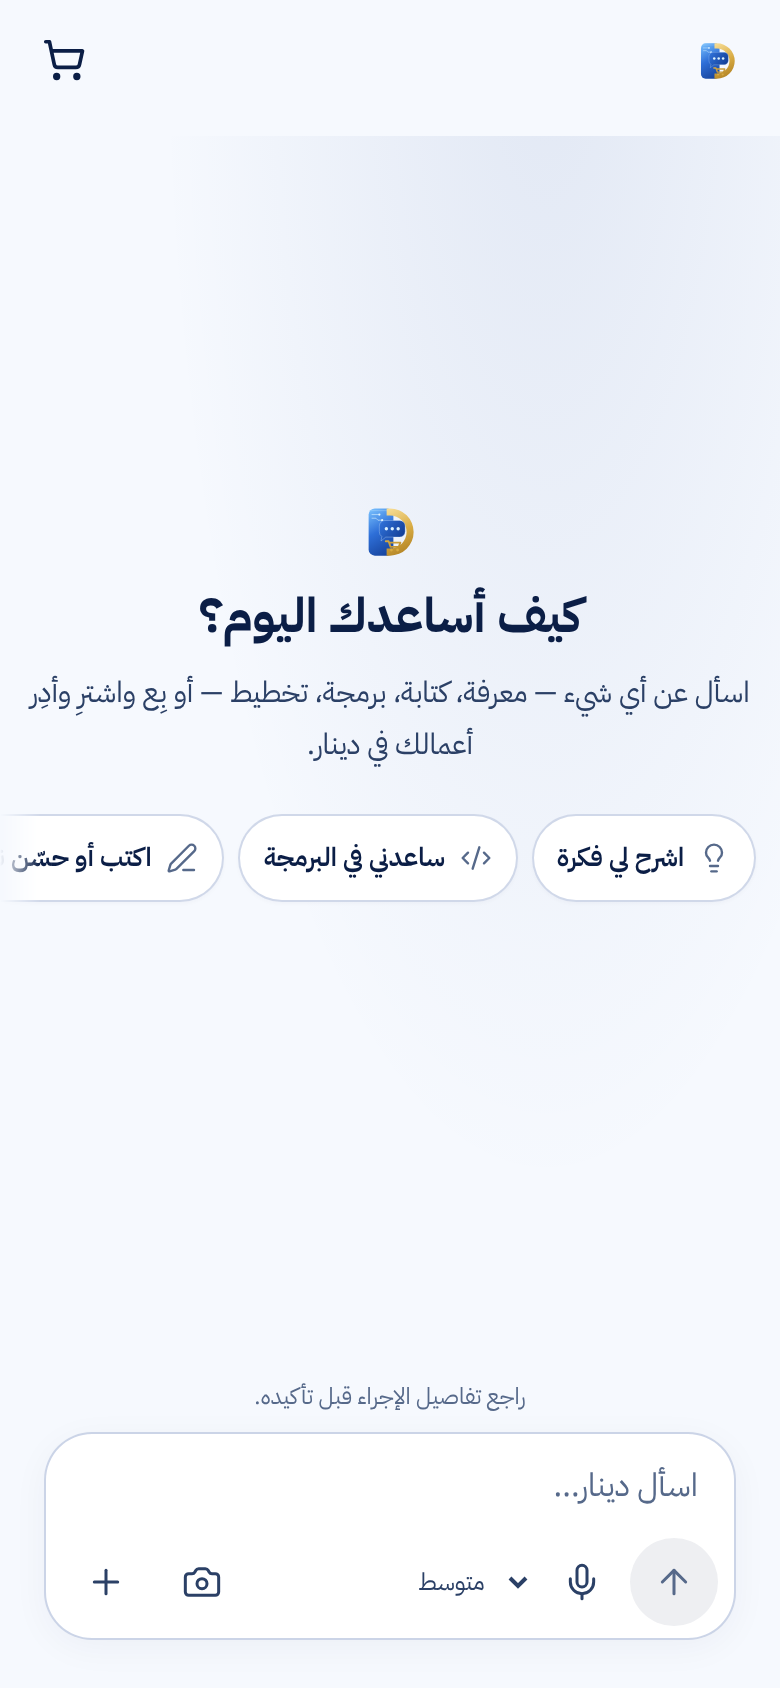 كيف أساعدك اليوم؟
اسأل عن أي شيء — معرفة، كتابة، برمجة، تخطيط — أو بِع واشترِ وأدِر
أعمالك في دينار.
اشرح لي فكرة
ساعدني في البرمجة
اكتب أو حسّن
راجع تفاصيل الإجراء قبل تأكيده.
اسأل دينار...
متوسط